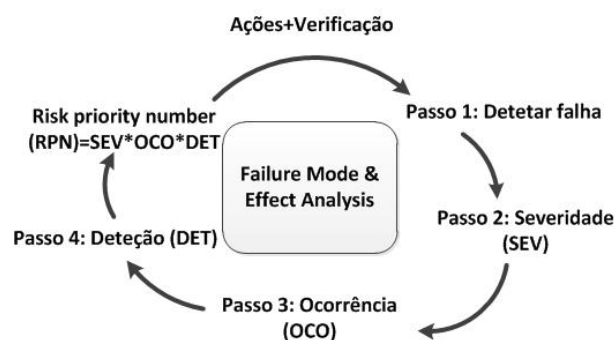 Ações+Verificação
Risk priority number
(RPN)=SEV*OCO*DET
Passo 1: Detetar falha
Failure Mode &
Effect Analysis
Passo 2: Severidade
(SEV)
Passo 4: Deteção (DET)
Passo 3: Ocorrência
(OCO)